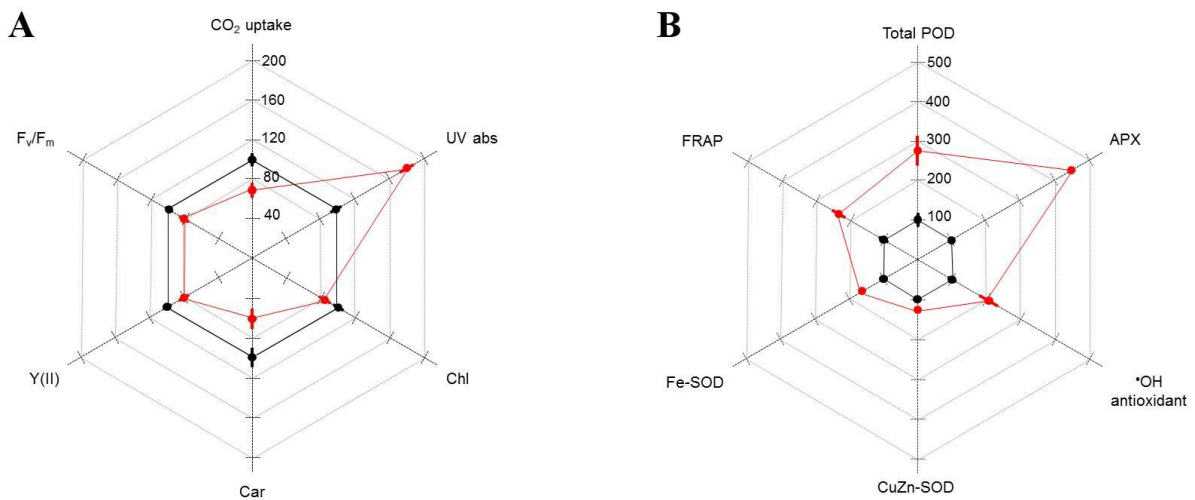 A
CO₂ uptake
200
160
120
80
40
UV abs
Chl
Car
Y(II)
Fᵥ/Fₘ
B
Total POD
500
400
300
200
100
APX
•OH
antioxidant
CuZn-SOD
Fe-SOD
FRAP